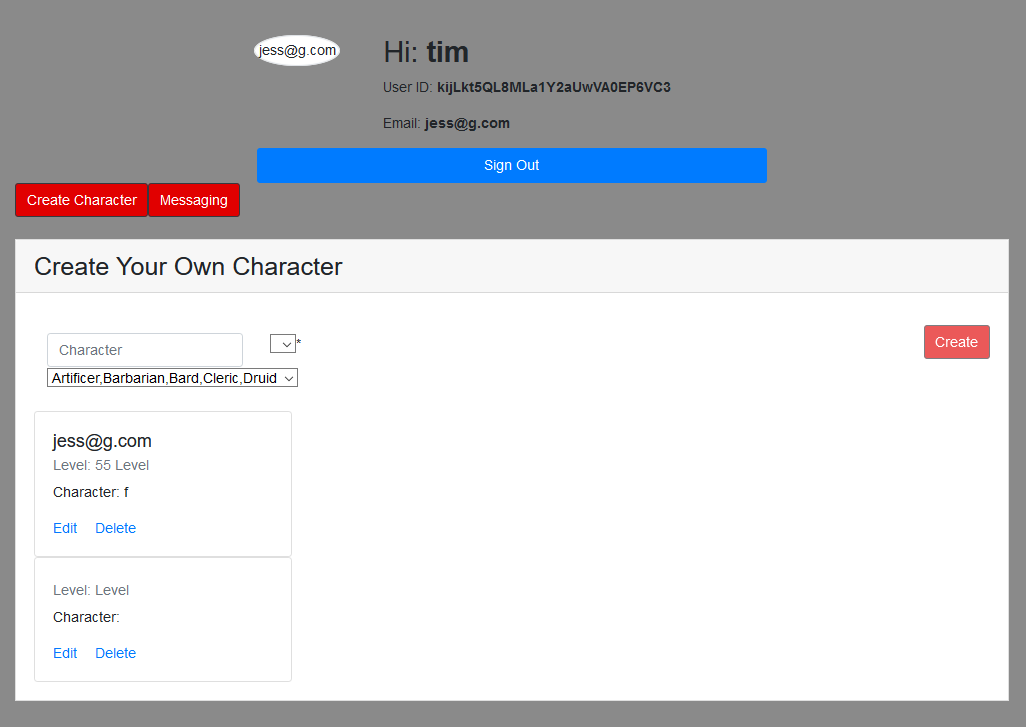 jess@g.com
Hi: tim
User ID: kijLkt5QL8MLa1Y2aUwVA0EP6VC3
Email: jess@g.com
Sign Out
Create Character Messaging
Create Your Own Character
Character *
Create
Artificer,Barbarian,Bard,Cleric,Druid
jess@g.com
Level: 55 Level
Character: f
Edit Delete
Level: Level
Character:
Edit Delete